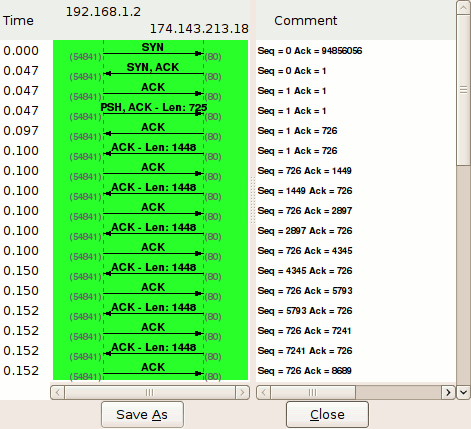 Time 192.168.1.2 174.143.213.18 Comment
0.000 SYN (54841) (80) Seq = 0 Ack = 94856056
0.047 SYN, ACK (54841) (80) Seq = 0 Ack = 1
0.047 ACK (54841) (80) Seq = 1 Ack = 1
0.047 PSH, ACK - Len: 725 (54841) (80) Seq = 1 Ack = 1
0.097 ACK (54841) (80) Seq = 1 Ack = 726
0.100 ACK - Len: 1448 (54841) (80) Seq = 1 Ack = 726
0.100 ACK (54841) (80) Seq = 726 Ack = 1449
0.100 ACK - Len: 1448 (54841) (80) Seq = 1449 Ack = 726
0.100 ACK (54841) (80) Seq = 726 Ack = 2897
0.100 ACK - Len: 1448 (54841) (80) Seq = 2897 Ack = 726
0.100 ACK (54841) (80) Seq = 726 Ack = 4345
0.150 ACK - Len: 1448 (54841) (80) Seq = 4345 Ack = 726
0.150 ACK (54841) (80) Seq = 726 Ack = 5793
0.152 ACK - Len: 1448 (54841) (80) Seq = 5793 Ack = 726
0.152 ACK (54841) (80) Seq = 726 Ack = 7241
0.152 ACK - Len: 1448 (54841) (80) Seq = 7241 Ack = 726
0.152 ACK (54841) (80) Seq = 726 Ack = 8689
Save As Close